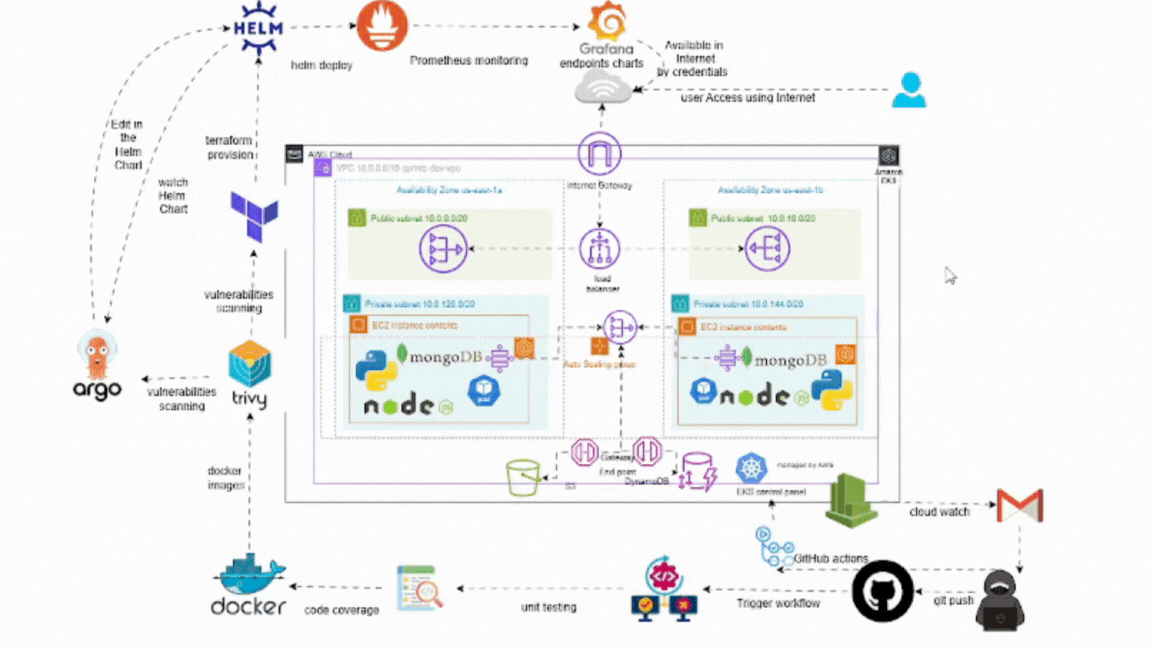 HELM
helm deploy
Prometheus monitoring
Grafana
endpoints charts
Available in
Internet
by credentials
user Access using Internet
Edit in
the
Helm
Chart
terraform
provision
watch
Helm
Chart
AWS Cloud
VPC 10.0.0.0/16 sprints-dev-vpc
Internet Gateway
Amazon
EKS
Availability Zone us-east-1a
Availability Zone us-east-1b
Public subnet 10.0.0.0/20
Public subnet 10.0.16.0/20
load
balancer
vulnerabilities
scanning
Private subnet 10.0 128.0/20
Private subnet 10.0 144.0/20
EC2 instance contents
EC2 instance contents
mongoDB
node
pod
Auto Scaling group
mongoDB
node
pod
argo
vulnerabilities
scanning
trivy
docker
images
Gateway
End point
S3
DynamoDB
managed by AWS
EKS control panel
cloud watch
GitHub actions
docker
code coverage
unit testing
Trigger workflow
git push